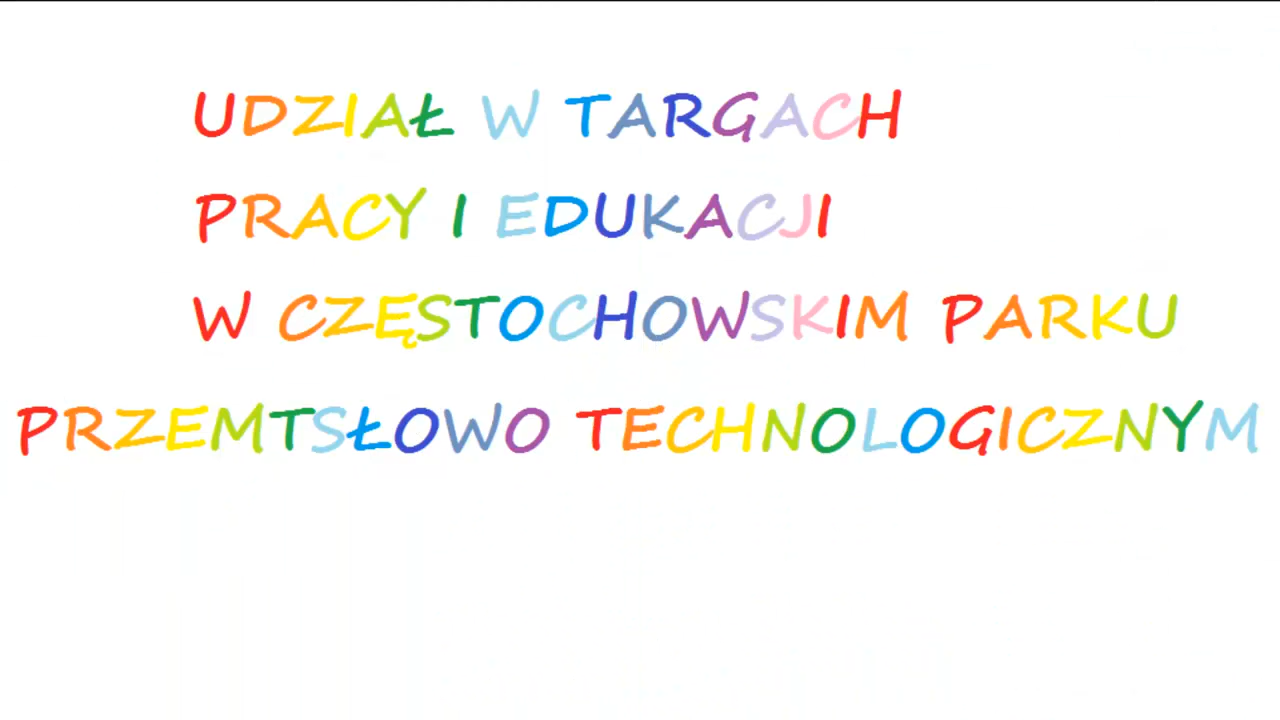 UDZIAŁ W TARGACH
PRACY I EDUKACJI
W CZĘSTOCHOWSKIM PARKU
PRZEMTSŁOWO TECHNOLOGICZNYM